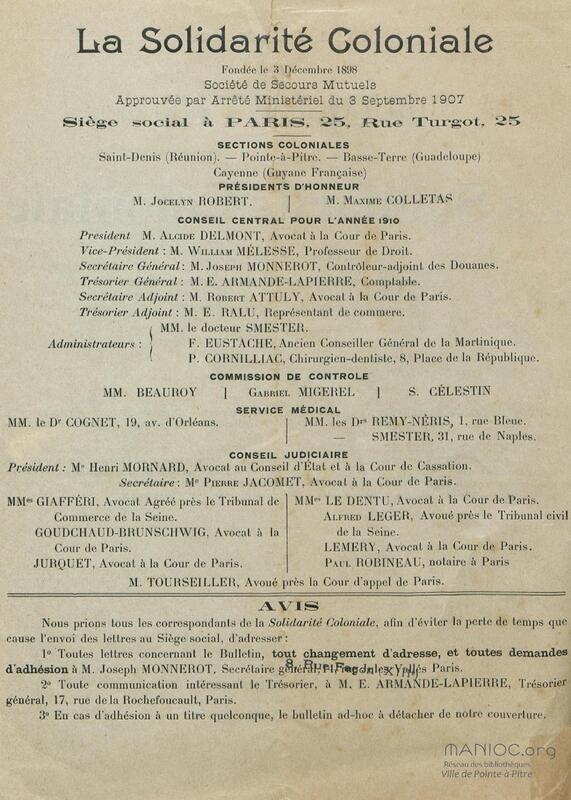 La Solidarité Coloniale
Fondée le 3 Décembre 1898
Société de Secours Mutuels
Approuvée par Arrêté Ministériel du 3 Septembre 1907
Siège social à PARIS, 25, Rue Turgot, 25
SECTIONS COLONIALES
Saint-Denis (Réunion). — Pointe-à-Pitre. — Basse-Terre (Guadeloupe)
Cayenne (Guyane Française)
PRÉSIDENTS D'HONNEUR
M. JOCELYN ROBERT. | M. MAXIME COLLETAS
CONSEIL CENTRAL POUR L'ANNÉE 1910
President M. ALCIDE DELMONT, Avocat à la Cour de Paris.
Vice-Président : M. WILLIAM MÉLESSE, Professeur de Droit.
Secrétaire Général : M. JOSEPH MONNEROT, Contrôleur-adjoint des Douanes.
Trésorier Général : M. E. ARMANDE-LAPIERRE, Comptable.
Secrétaire Adjoint : M. ROBERT ATTULY, Avocat à la Cour de Paris.
Trésorier Adjoint : M. E. RALU, Représentant de commerce.
MM. le docteur SMESTER.
Administrateurs : F. EUSTACHE, Ancien Conseiller Général de la Martinique.
P. CORNILLIAC, Chirurgien-dentiste, 8, Place de la République.
COMMISSION DE CONTROLE
MM. BEAUROY | GABRIEL MIGEREL | S. CÉLESTIN
SERVICE MÉDICAL
MM. le Dr COGNET, 19, av. d'Orléans.
MM. les Drs REMY-NÉRIS, 1, rue Bleue.
— SMESTER, 31, rue de Naples.
CONSEIL JUDICIAIRE
Président : Me Henri MORNARD, Avocat au Conseil d'État et à la Cour de Cassation.
Secrétaire : Me PIERRE JACOMET, Avocat à la Cour de Paris.
MMes GIAFFÉRI, Avocat Agréé près le Tribunal de
Commerce de la Seine.
GOUDCHAUD-BRUNSCHWIG, Avocat à la
Cour de Paris.
JURQUET, Avocat à la Cour de Paris.
MMes LE DENTU, Avocat à la Cour de Paris.
ALFRED LEGER, Avoué près le Tribunal civil
de la Seine.
LEMERY, Avocat à la Cour de Paris.
PAUL ROBINEAU, notaire à Paris
M. TOURSEILLER, Avoué près la Cour d'appel de Paris.
AVIS
Nous prions tous les correspondants de la Solidarité Coloniale, afin d'éviter la perte de temps que
cause l'envoi des lettres au Siège social, d'adresser :
1º Toutes lettres concernant le Bulletin, tout changement d'adresse, et toutes demandes
d'adhésion à M. Joseph MONNEROT, Secrétaire général, Jules Vallés Paris.
2º Toute communication intéressant le Trésorier, à M. E. ARMANDE-LAPIERRE, Trésorier
général, 17, rue de la Rochefoucault, Paris.
3º En cas d'adhésion à un titre quelconque, le bulletin ad-hoc à détacher de notre couverture.
MANIOC.org
Réseau des bibliothèques
Ville de Pointe-à-Pitre